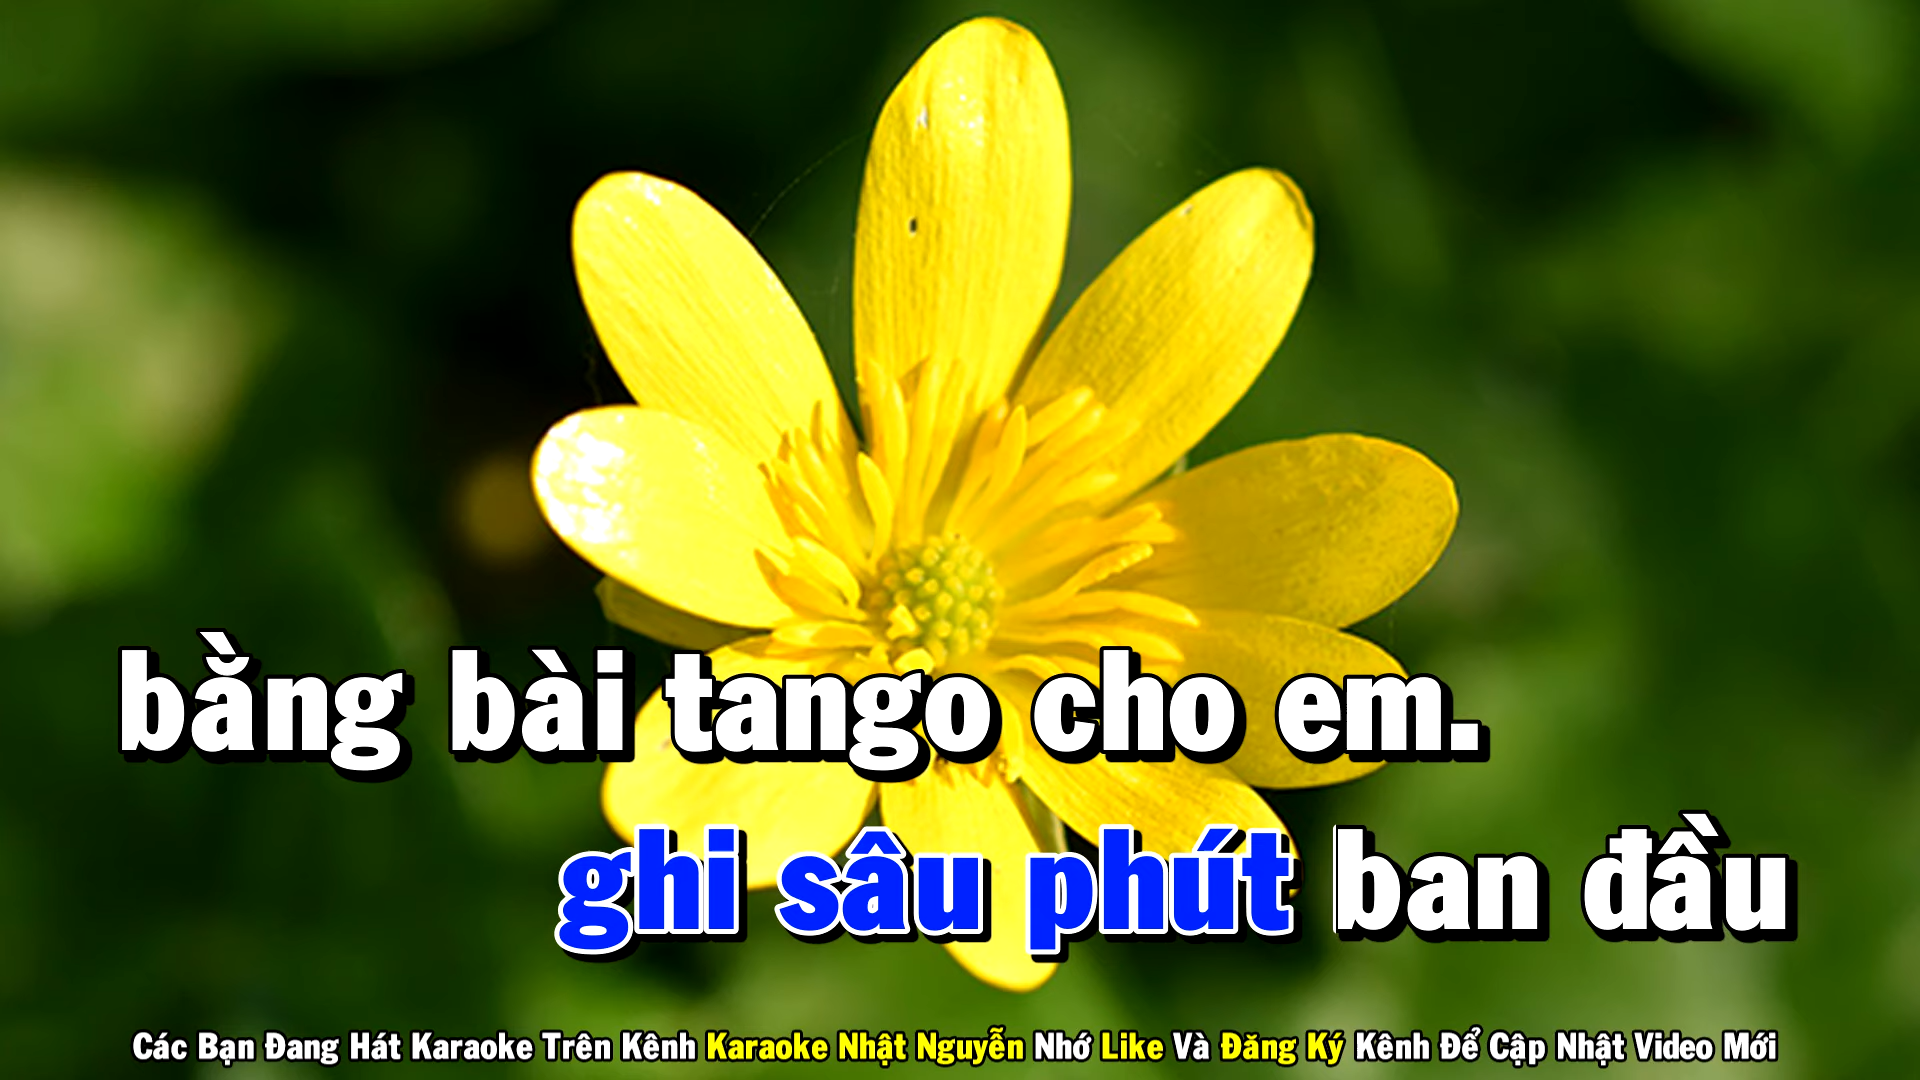 bằng bài tango cho em.
ghi sâu phút ban đầu
Các Bạn Đang Hát Karaoke Trên Kênh Karaoke Nhật Nguyễn Nhớ Like Và Đăng Ký Kênh Để Cập Nhật Video Mới